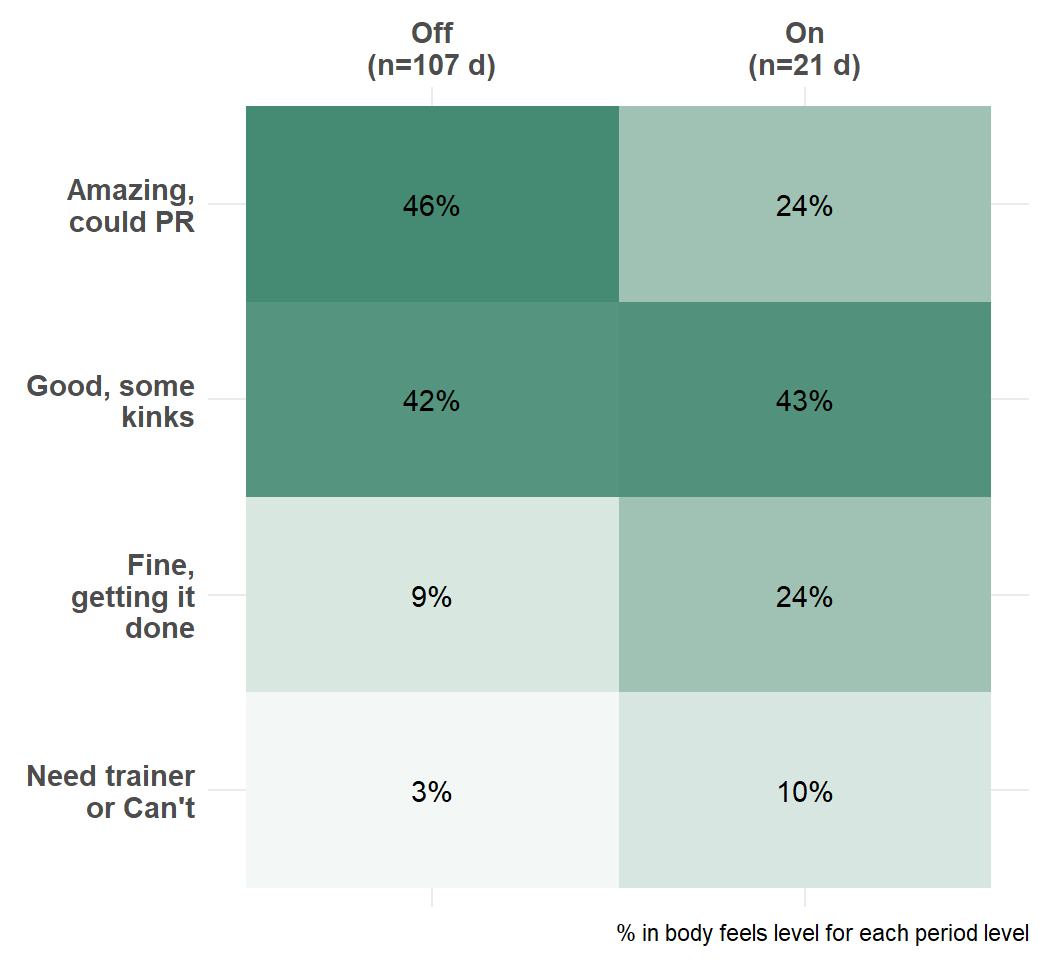 Off
(n=107 d)
On
(n=21 d)
Amazing,
could PR
46%
24%
Good, some
kinks
42%
43%
Fine,
getting it
done
9%
24%
Need trainer
or Can't
3%
10%
% in body feels level for each period level